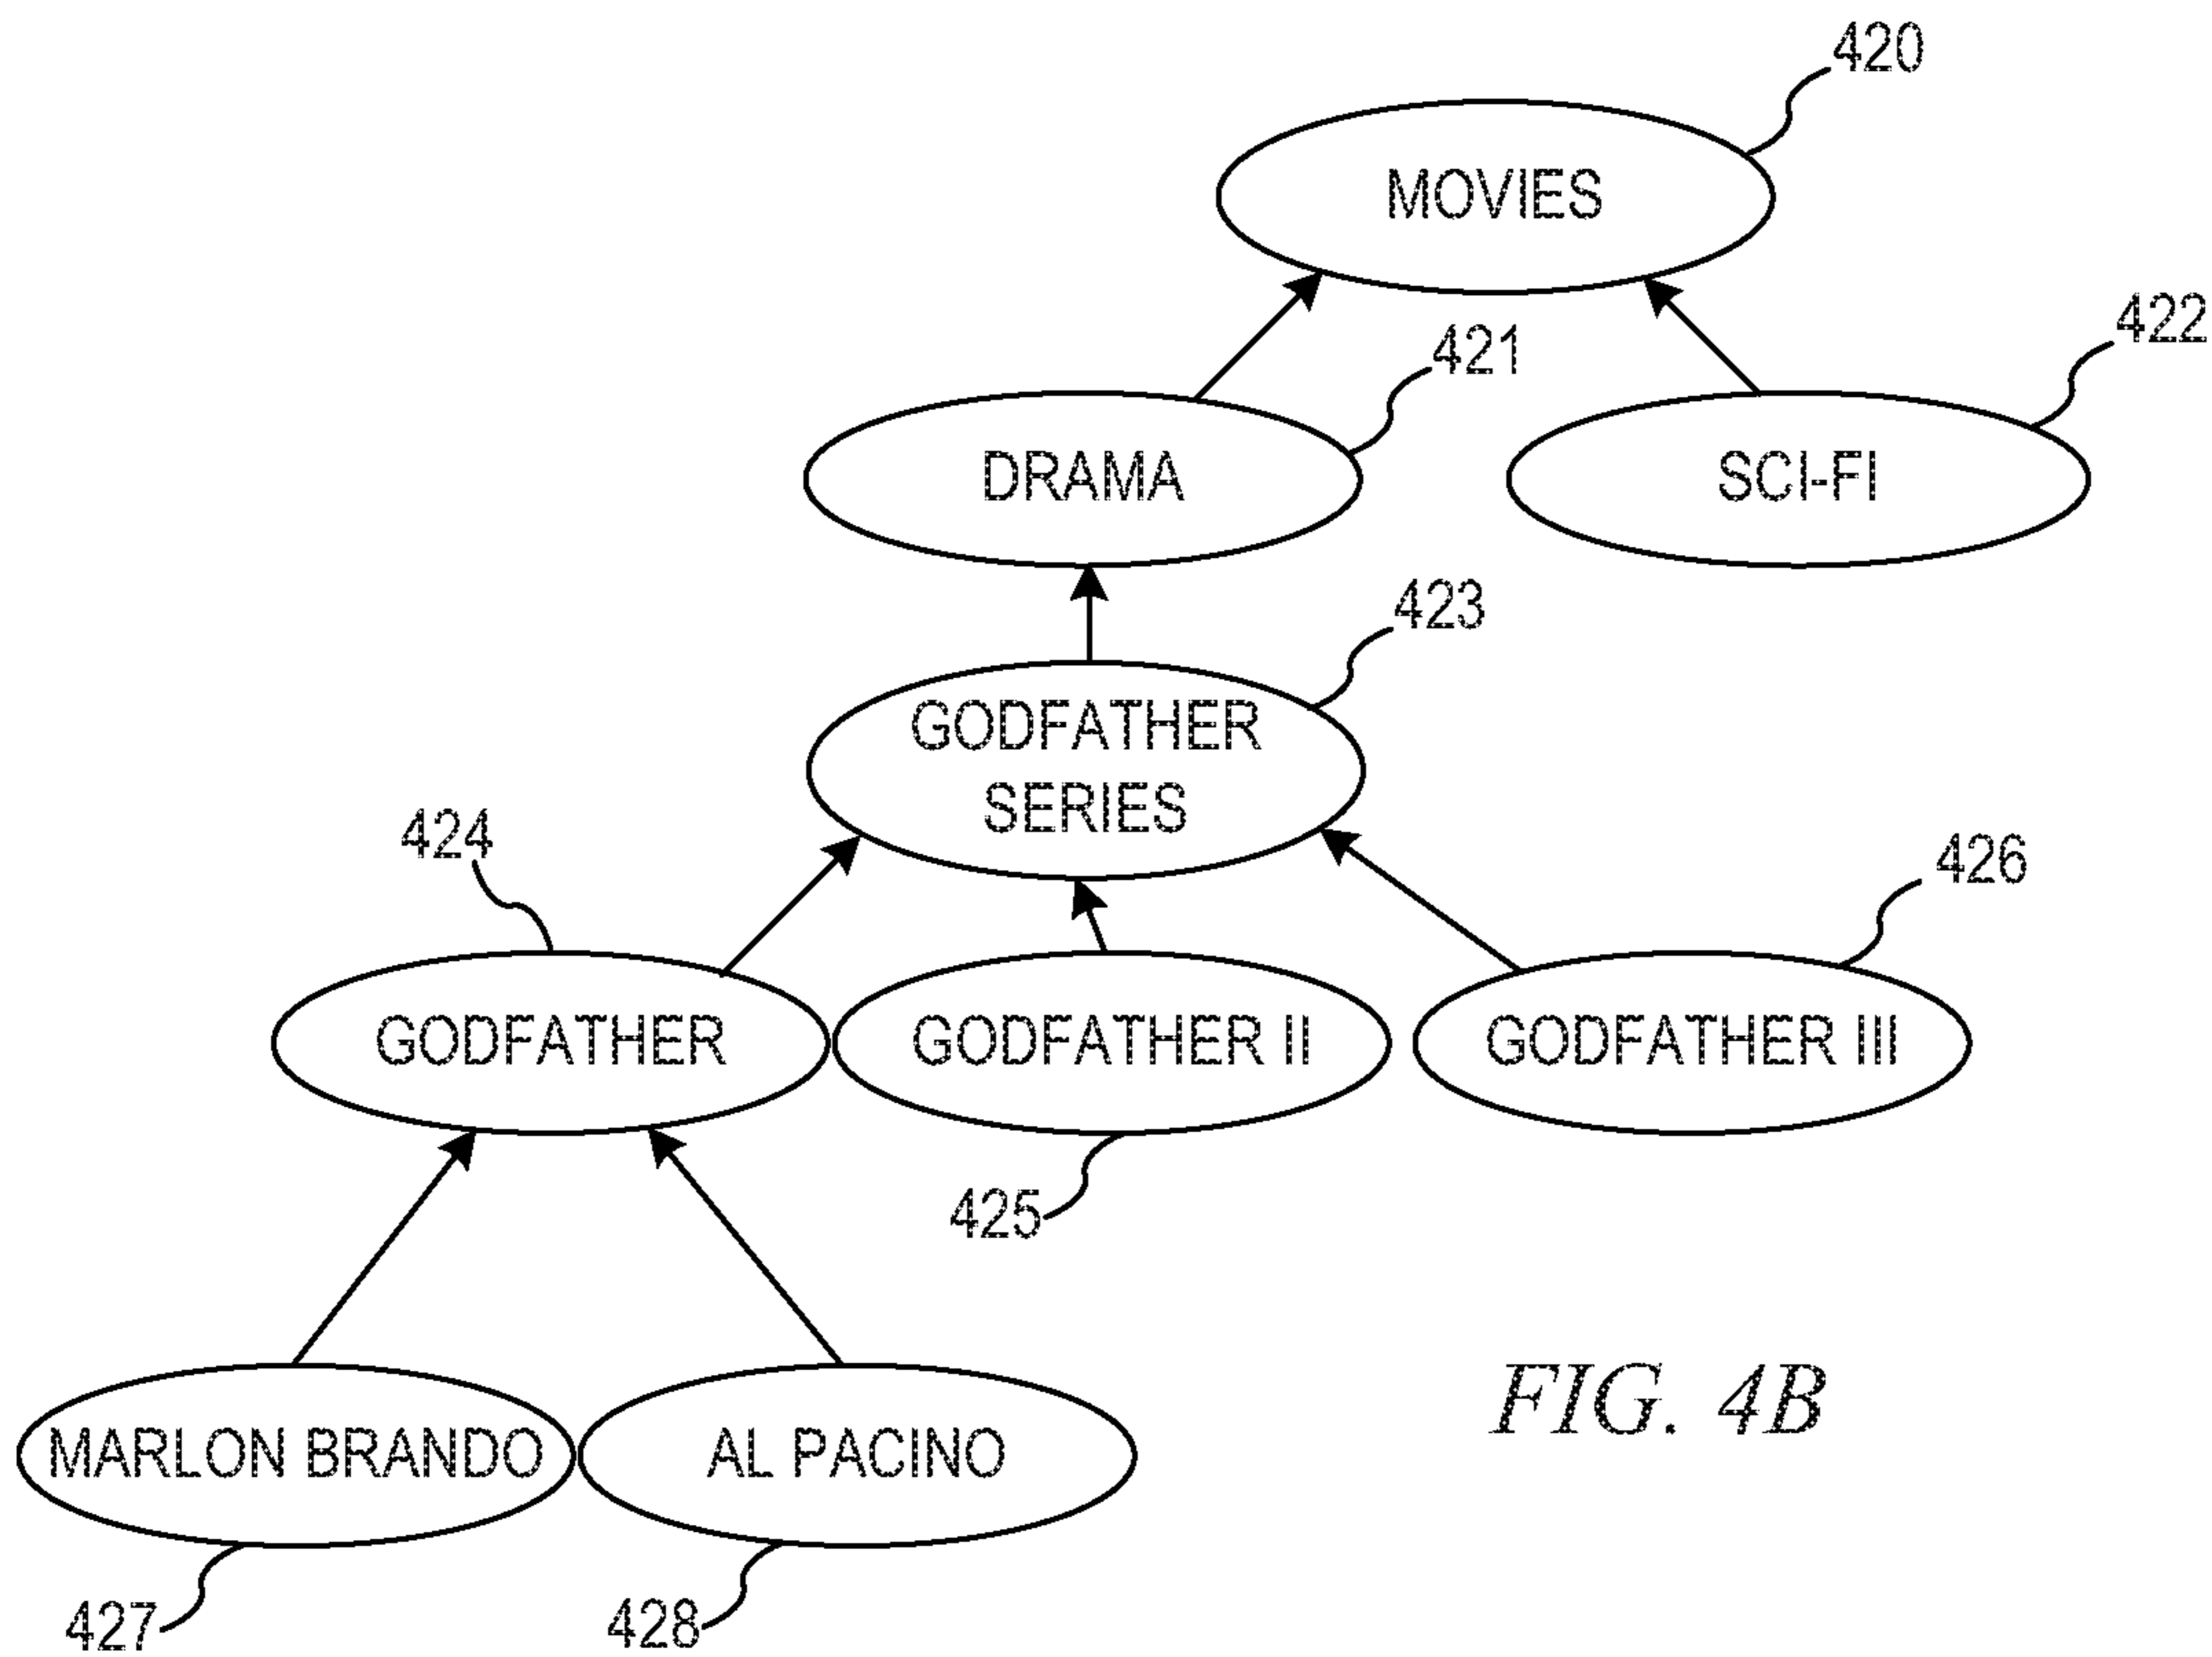 420
MOVIES
422
421
DRAMA
SCI-FI
423
GODFATHER
SERIES
424
426
GODFATHER
GODFATHER II
GODFATHER III
425
FIG. 4B
MARLON BRANDO
AL PACINO
427
428